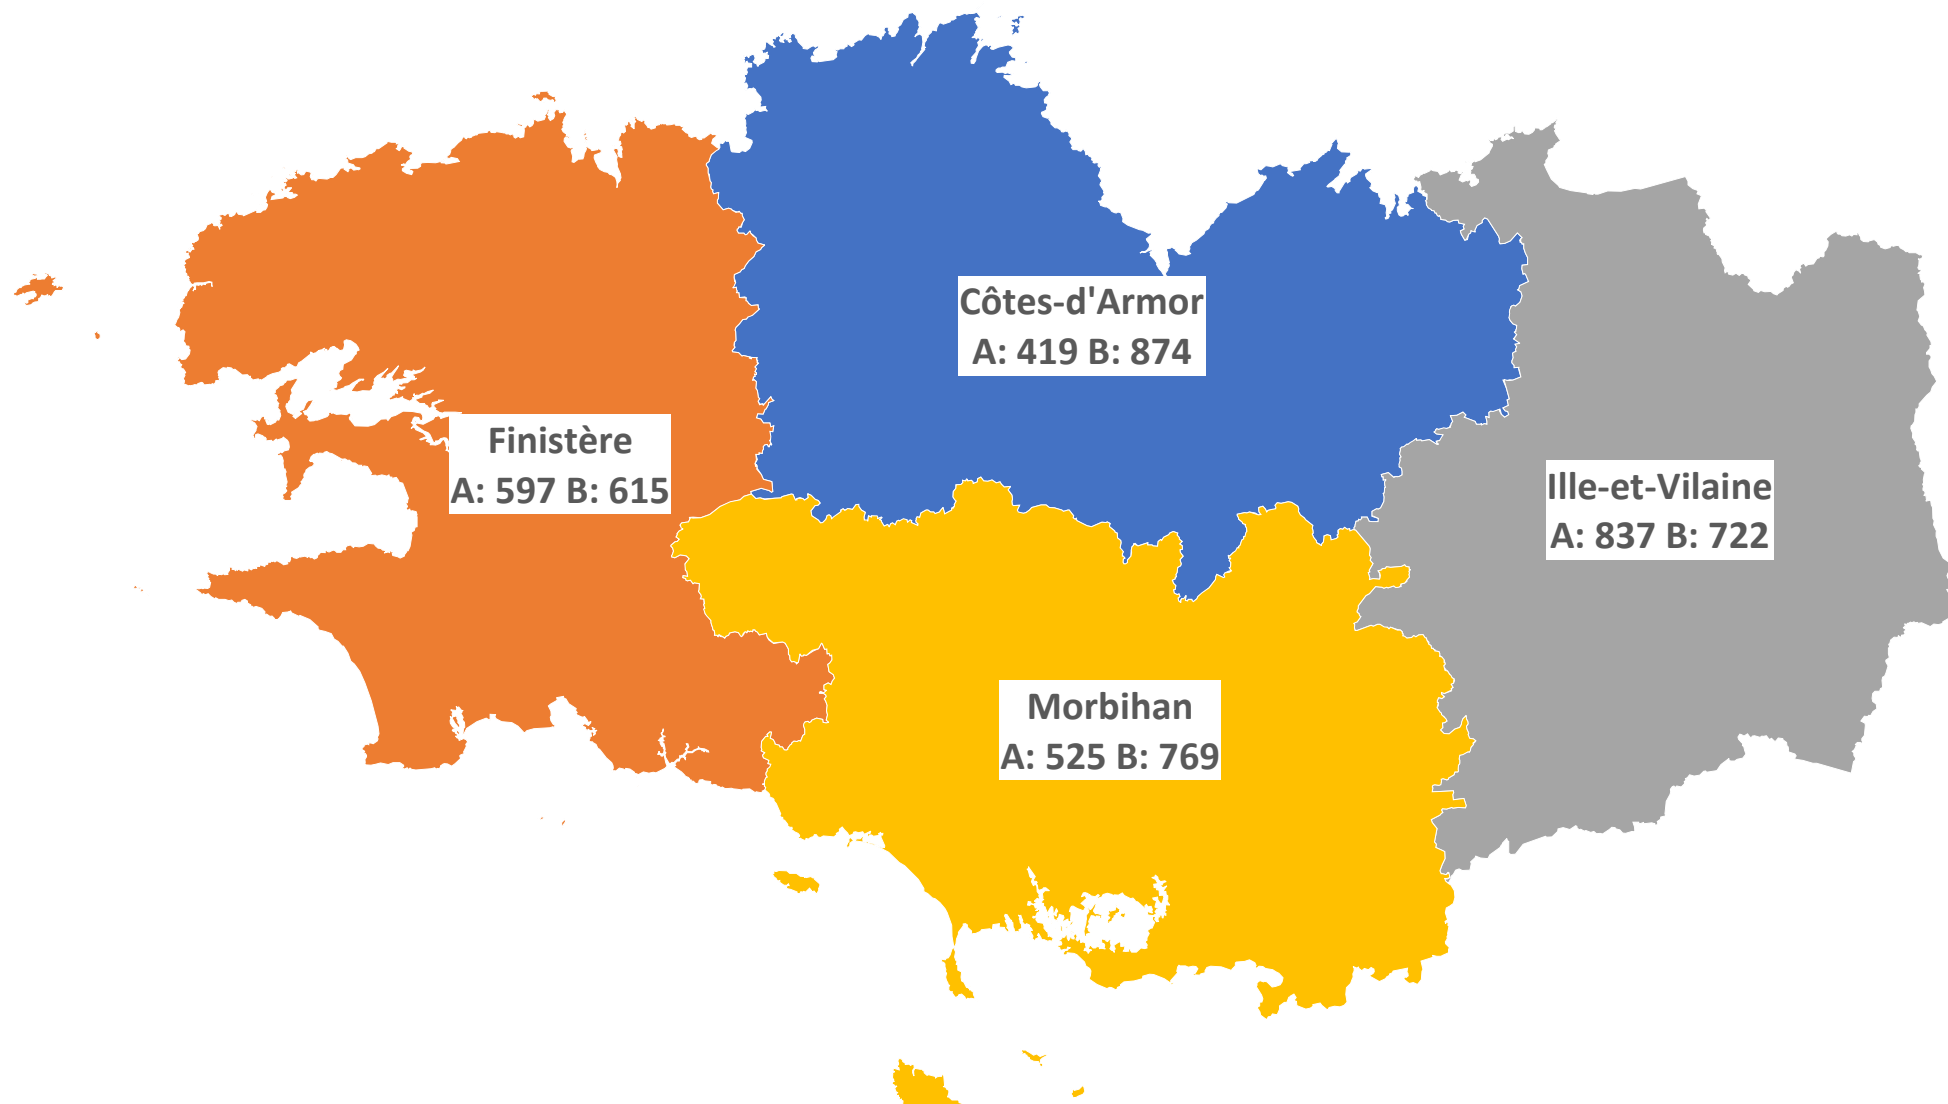 Côtes-d'Armor
A: 419 B: 874
Finistère
A: 597 B: 615
Ille-et-Vilaine
A: 837 B: 722
Morbihan
A: 525 B: 769